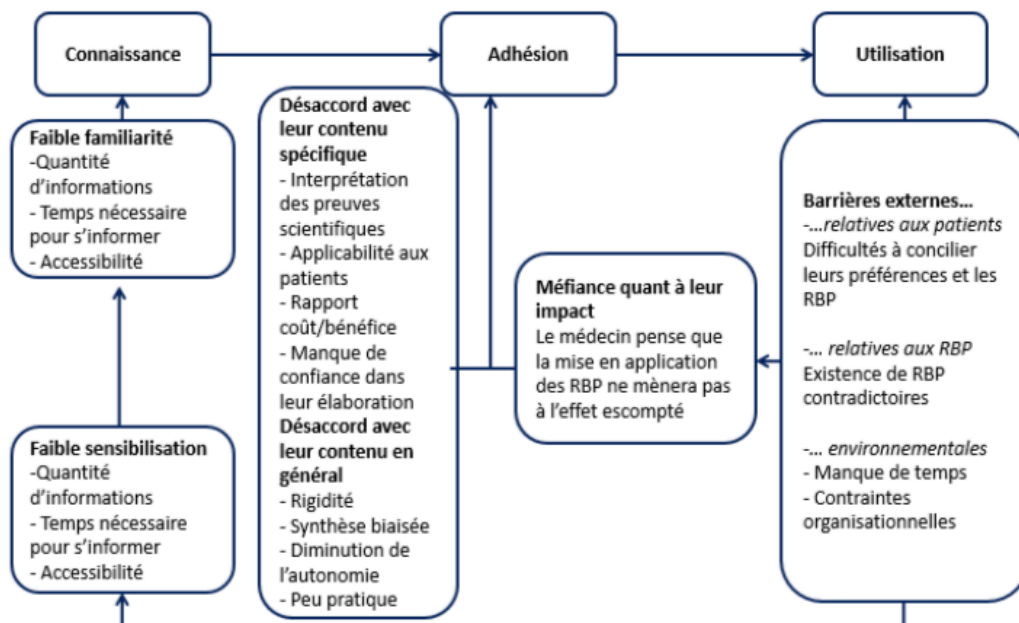 Connaissance
Adhésion
Utilisation
Faible familiarité
-Quantité
d'informations
- Temps nécessaire
pour s'informer
- Accessibilité
Faible sensibilisation
-Quantité
d'informations
- Temps nécessaire
pour s'informer
- Accessibilité
Désaccord avec
leur contenu
spécifique
- Interprétation
des preuves
scientifiques
- Applicabilité aux
patients
- Rapport
coût/bénéfice
- Manque de
confiance dans
leur élaboration
Désaccord avec
leur contenu en
général
- Rigidité
- Synthèse biaisée
- Diminution de
l'autonomie
- Peu pratique
Méfiance quant à leur
impact
Le médecin pense que
la mise en application
des RBP ne mènera pas
à l'effet escompté
Barrières externes...
-...relatives aux patients
Difficultés à concilier
leurs préférences et les
RBP
-... relatives aux RBP
Existence de RBP
contradictoires
-... environnementales
- Manque de temps
- Contraintes
organisationnelles